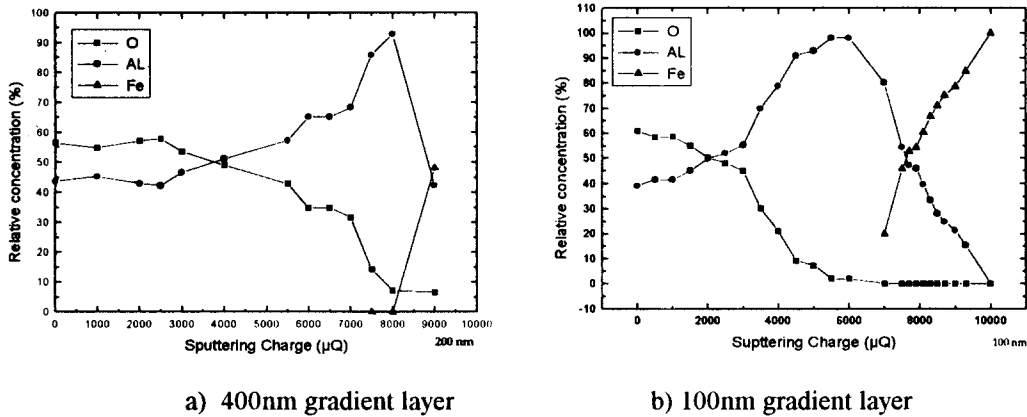 100
90
80
70
60
50
40
30
20
10
0
Relative concentration (%)
O
AL
Fe
0 1000 2000 3000 4000 5000 6000 7000 8000 9000 10000
Sputtering Charge (µQ)
200 nm
a) 400nm gradient layer
110
100
90
80
70
60
50
40
30
20
10
0
-10
Relative concentration (%)
O
AL
Fe
0 2000 4000 6000 8000 10000
Supttering Charge (µQ)
100 nm
b) 100nm gradient layer